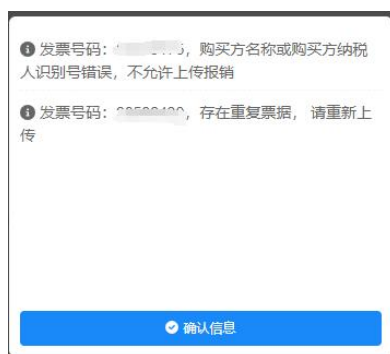 发票号码：，购买方名称或购买方纳税
人识别号错误，不允许上传报销
发票号码：，存在重复票据， 请重新上
传
确认信息